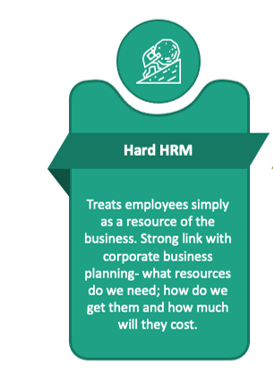 Hard HRM
Treats employees simply
as a resource of the
business. Strong link with
corporate business
planning- what resources
do we need; how do we
get them and how much
will they cost.